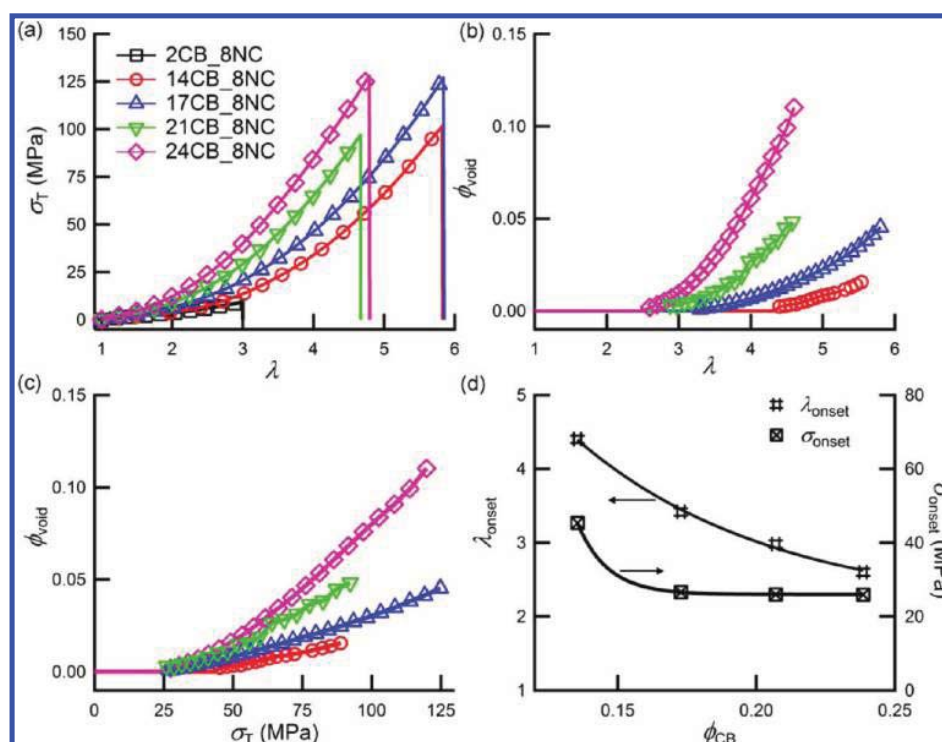 (a)
150
125
100
75
50
25
0
σT (MPa)
2CB_8NC
14CB_8NC
17CB_8NC
21CB_8NC
24CB_8NC
1 2 3 4 5 6
λ
(b)
0.15
0.10
0.05
0.00
ϕvoid
1 2 3 4 5 6
λ
(c)
0.15
0.10
0.05
0.00
ϕvoid
0 25 50 75 100 125
σT (MPa)
(d)
5
4
3
2
1
λonset
λonset
σonset
80
60
40
20
0
σonset (MPa)
0.15 0.20 0.25
ϕCB